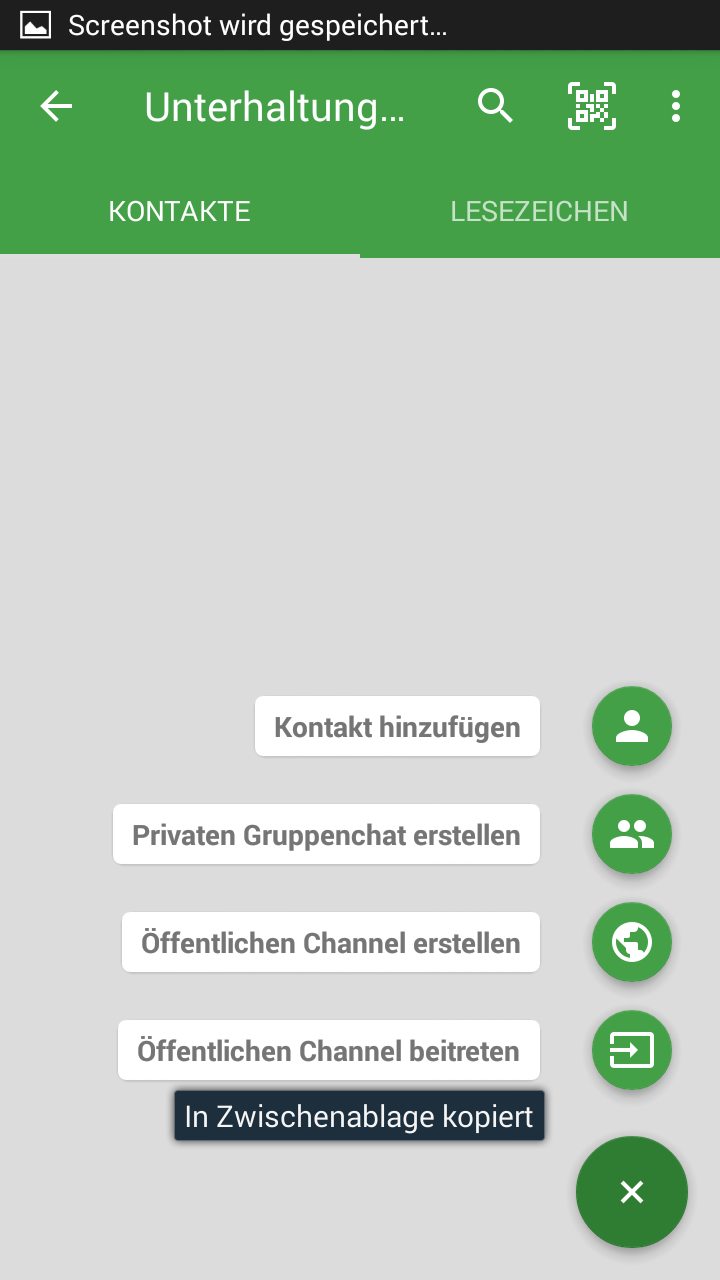 Screenshot wird gespeichert...
Unterhaltung...
KONTAKTE
LESEZEICHEN
Kontakt hinzufügen
Privaten Gruppenchat erstellen
Öffentlichen Channel erstellen
Öffentlichen Channel beitreten
In Zwischenablage kopiert